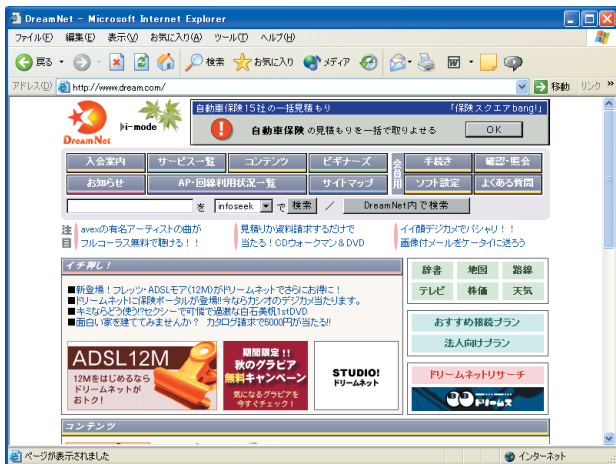 DreamNet - Microsoft Internet Explorer
ファイル(F) 編集(E) 表示(V) お気に入り(A) ツール(T) ヘルプ(H)
戻る 検索 お気に入り メディア
アドレス(D) http://www.dream.com/ 移動 リンク »
DreamNet
i-mode
自動車保険15社の一括見積もり 「保険スクエアbang!」
自動車保険の見積もりを一括で取りよせる OK
入会案内 サービス一覧 コンテンツ ビギナーズ 会員用 手続き 確認・照会
お知らせ AP・回線利用状況一覧 サイトマップ ソフト設定 よくある質問
を infoseek で 検索 / DreamNet内で検索
注目
avexの有名アーティストの曲が
フルコーラス無料で聴ける！！
見積りか資料請求するだけで
当たる！CDウォークマン＆DVD
イイ顔デジカメでパシャリ！！
画像付メールをケータイに送ろう
イチ押し！
■新登場！フレッツ・ADSLモア(12M)がドリームネットでさらにお得に！
■ドリームネットに保険ポータルが登場!!今ならカシオのデジカメ当たります。
■キミならどう使う!?セクシーで可憐で過激な白石美帆1stDVD
■面白い家を建ててみませんか？ カタログ請求で5000円が当たる!!
辞書 地図 路線
テレビ 株価 天気
おすすめ接続プラン
法人向けプラン
ADSL12M
12Mをはじめるなら
ドリームネットが
おトク！
期間限定！！
秋のグラビア
無料キャンペーン
気になるグラビアを
今すぐチェック！
STUDIO!
ドリームネット
ドリームネットリサーチ
ドリームズ
コンテンツ
ページが表示されました インターネット